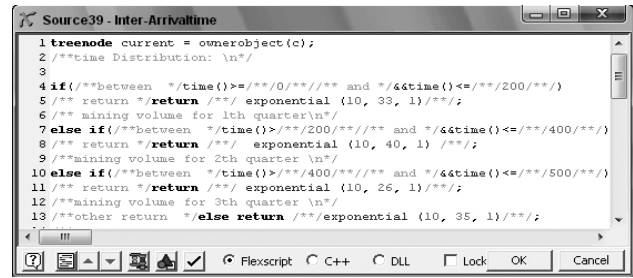 Source39 - Inter-Arrivaltime
1 treenode current = ownerobject(c);
2 /**time Distribution: \n*/
3
4 if(/**between */time()>=/**/0/**//** and */&&time()<=/**/200/**/)
5 /** return */return /**/ exponential (10, 33, 1)/**/;
6 /** mining volume for 1th quarter\n*/
7 else if(/**between */time()>/**/200/**//** and */&&time()<=/**/400/**/)
8 /** return */return /**/ exponential (10, 40, 1) /**/;
9 /**mining volume for 2th quarter \n*/
10 else if(/**between */time()>/**/400/**//** and */&&time()<=/**/500/**/)
11 /** return */return /**/ exponential (10, 26, 1)/**/;
12 /**mining volume for 3th quarter \n*/
13 /**other return */else return /**/exponential (10, 35, 1)/**/;
Flexscript C++ DLL Lock OK Cancel